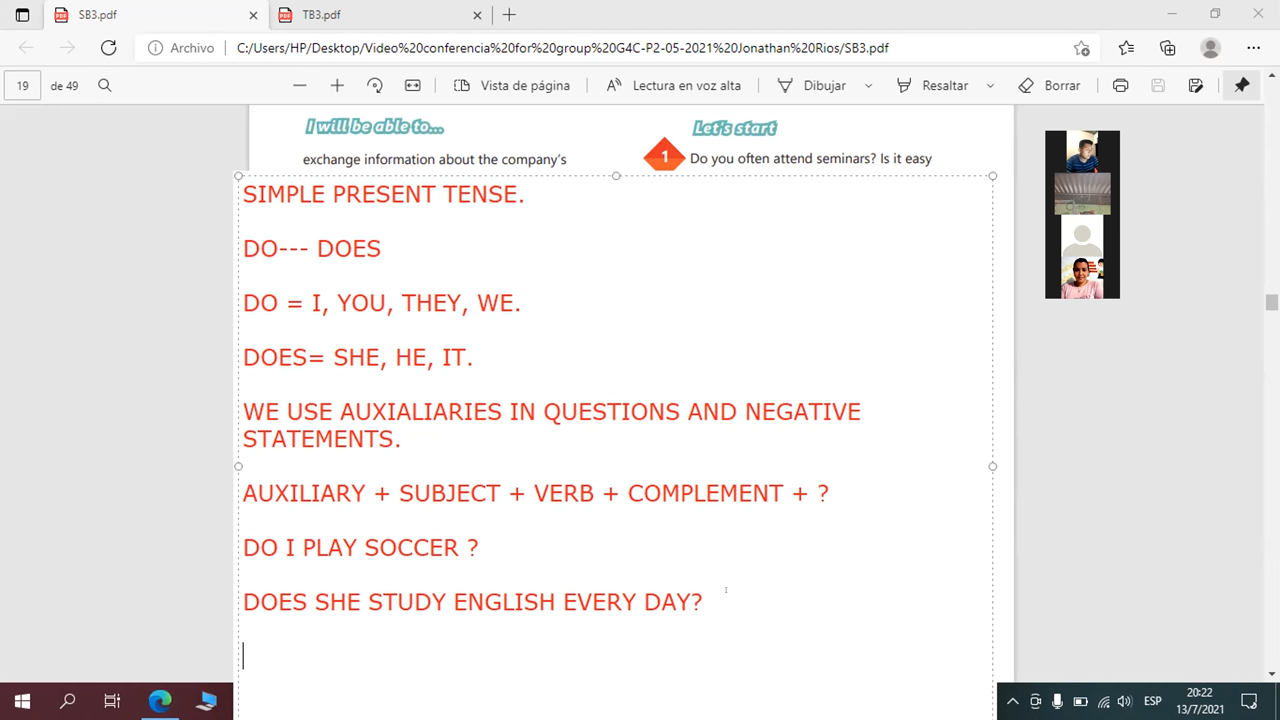 SB3.pdf
TB3.pdf
Archivo
C:/Users/HP/Desktop/Video%20conferencia%20for%20group%20G4C-P2-05-2021%20Jonathan%20Rios/SB3.pdf
19 de 49
Vista de página
Lectura en voz alta
Dibujar
Resaltar
Borrar
I will be able to...
Let's start
exchange information about the company's
1 Do you often attend seminars? Is it easy
SIMPLE PRESENT TENSE.
DO--- DOES
DO = I, YOU, THEY, WE.
DOES= SHE, HE, IT.
WE USE AUXIALIARIES IN QUESTIONS AND NEGATIVE
STATEMENTS.
AUXILIARY + SUBJECT + VERB + COMPLEMENT + ?
DO I PLAY SOCCER ?
DOES SHE STUDY ENGLISH EVERY DAY?
ESP
20:22
13/7/2021